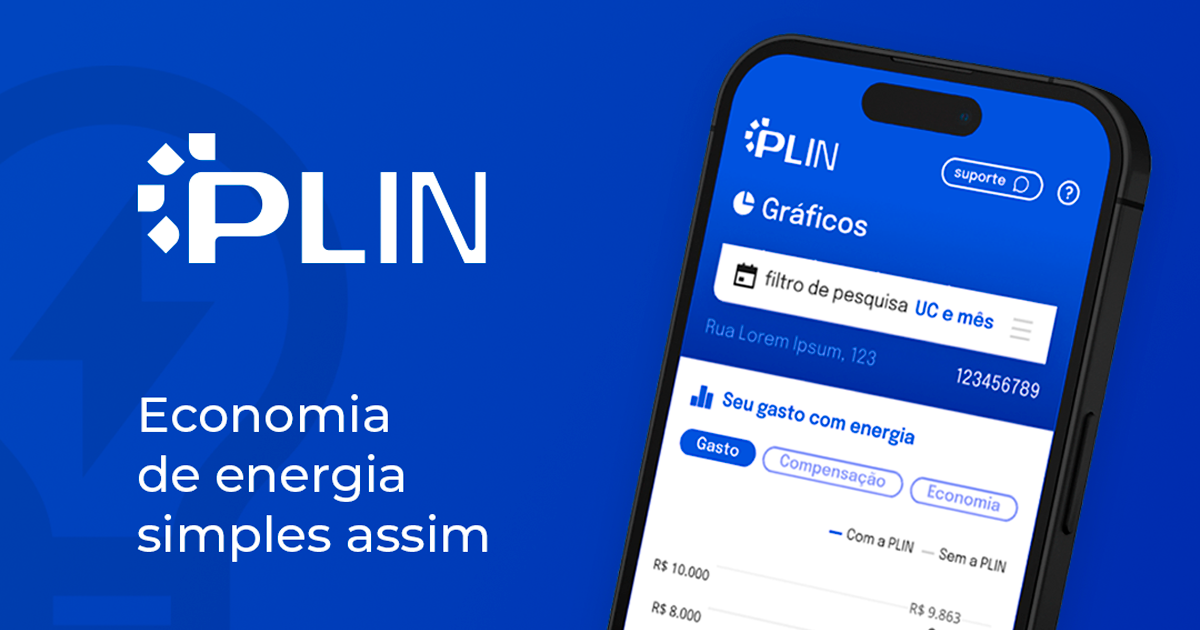 PLIN
Economia
de energia
simples assim
PLIN
suporte
?
Gráficos
filtro de pesquisa UC e mês
Rua Lorem Ipsum, 123
123456789
Seu gasto com energia
Gasto
Compensação
Economia
Com a PLIN
Sem a PLIN
R$ 10.000
R$ 9.863
R$ 8.000